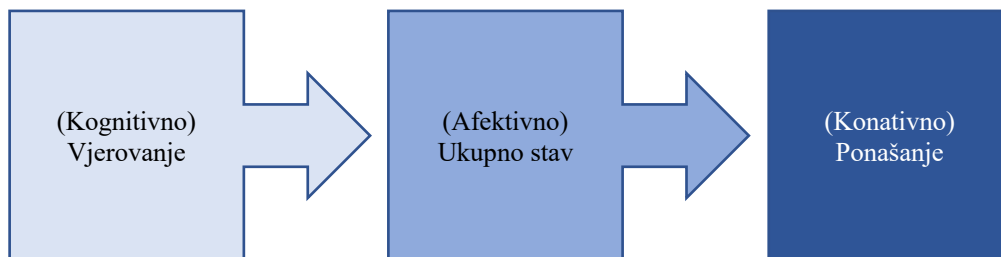 (Kognitivno)
Vjerovanje
(Afektivno)
Ukupno stav
(Konativno)
Ponašanje